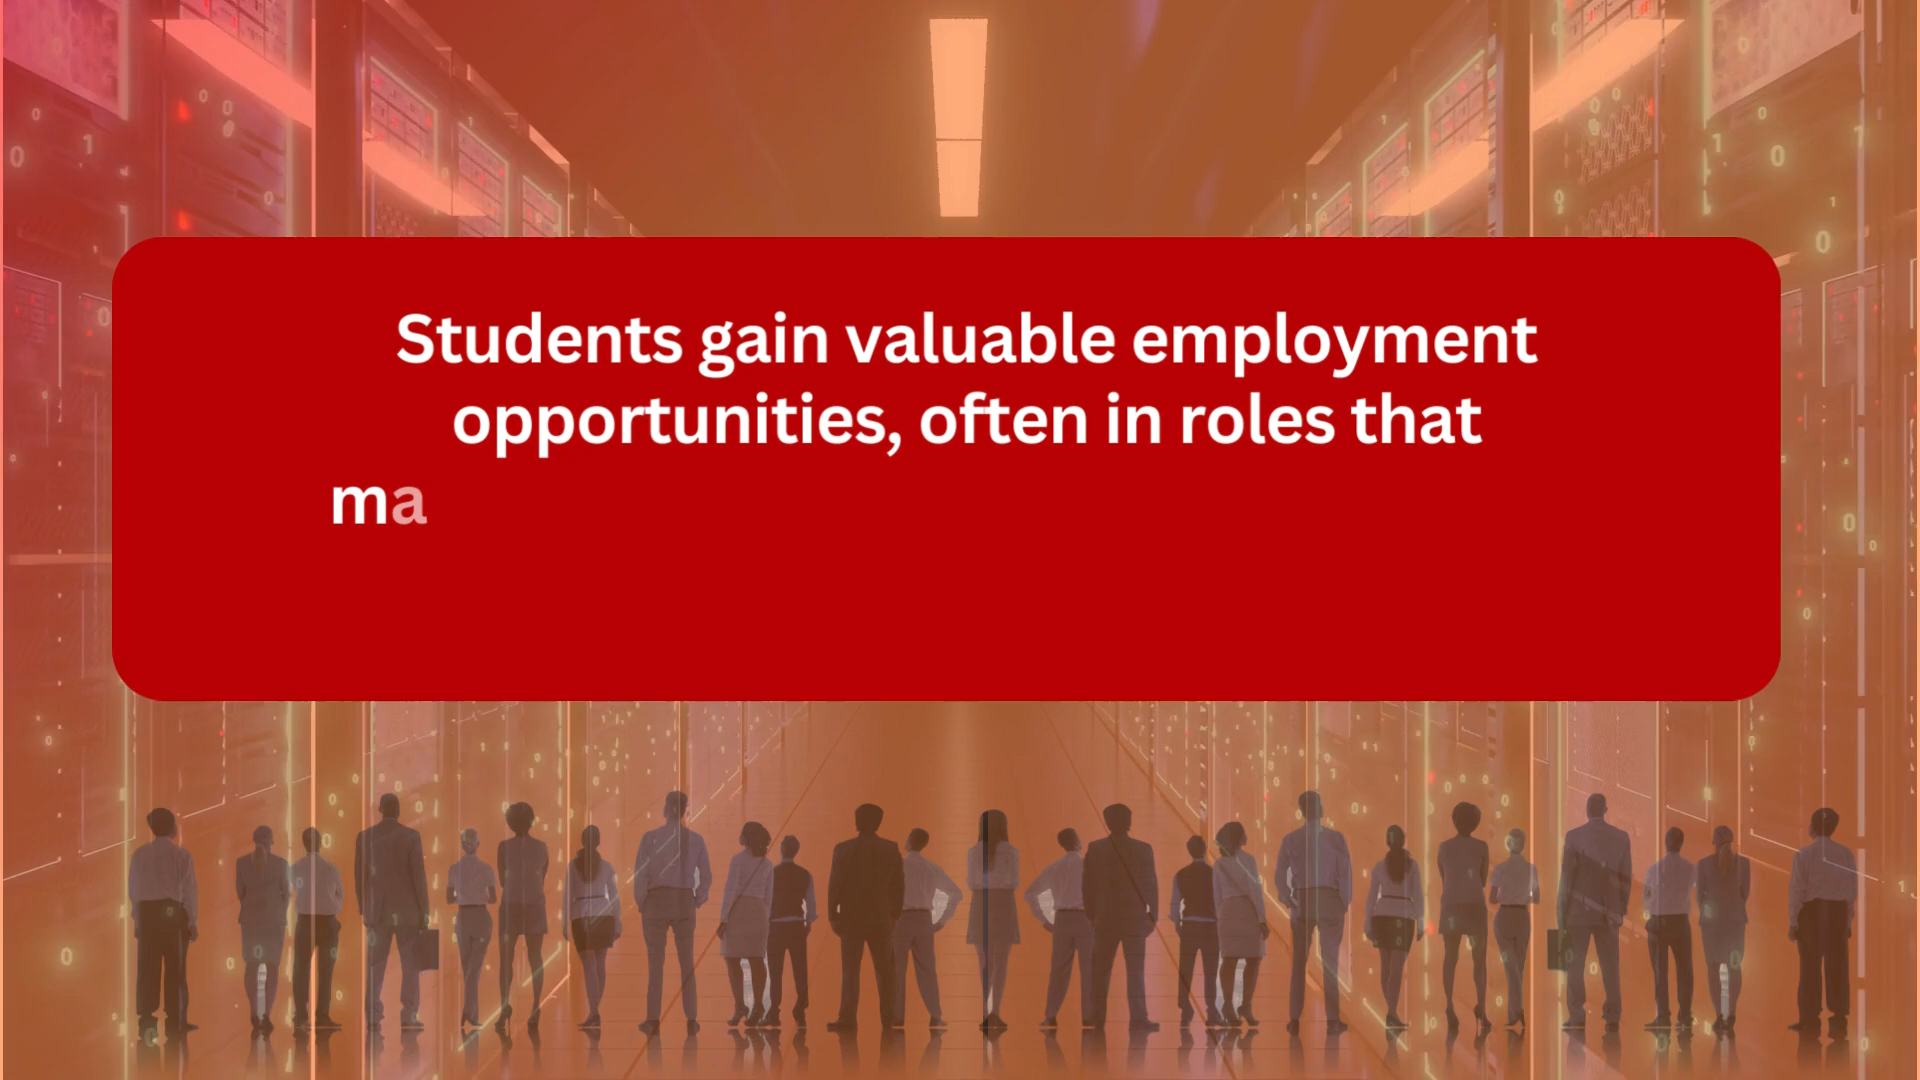 Students gain valuable employment
opportunities, often in roles that
ma